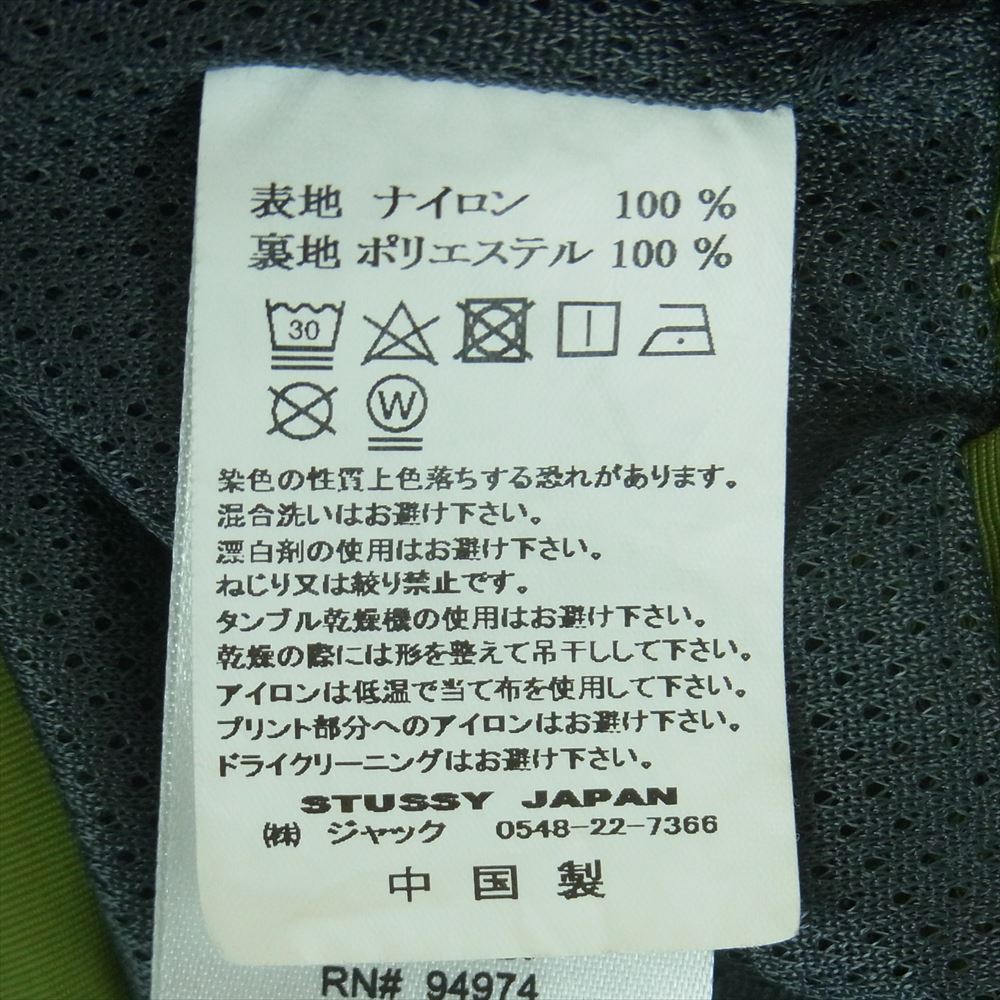 表地 ナイロン 100 %
裏地 ポリエステル 100 %
30
W
染色の性質上色落ちする恐れがあります。
混合洗いはお避け下さい。
漂白剤の使用はお避け下さい。
ねじり又は絞り禁止です。
タンブル乾燥機の使用はお避け下さい。
乾燥の際には形を整えて吊干しして下さい。
アイロンは低温で当て布を使用して下さい。
プリント部分へのアイロンはお避け下さい。
ドライクリーニングはお避け下さい。
STUSSY JAPAN
㈱ ジャック 0548-22-7366
中国製
RN# 94974